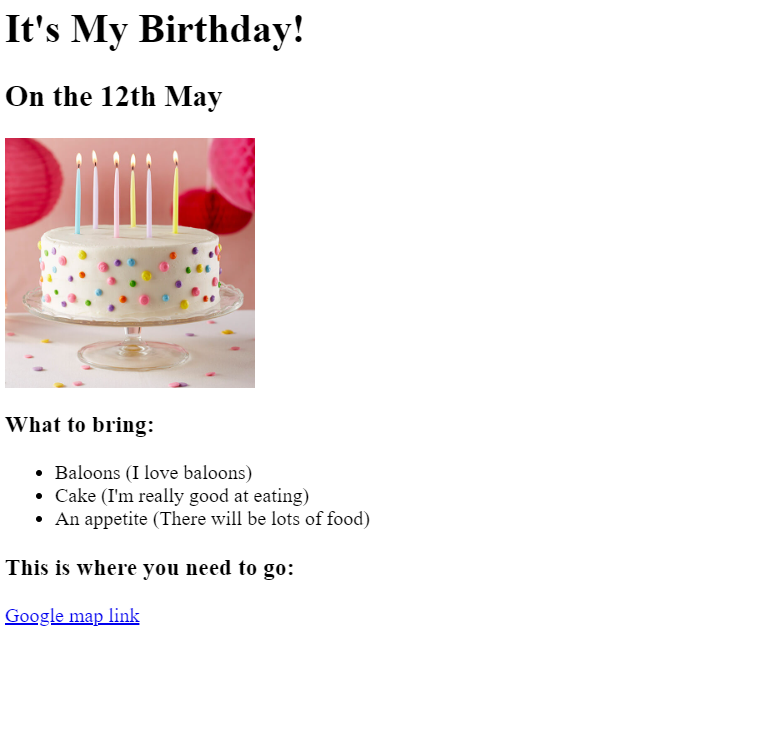 It's My Birthday!
On the 12th May
What to bring:
Baloons (I love baloons)
Cake (I'm really good at eating)
An appetite (There will be lots of food)
This is where you need to go:
Google map link